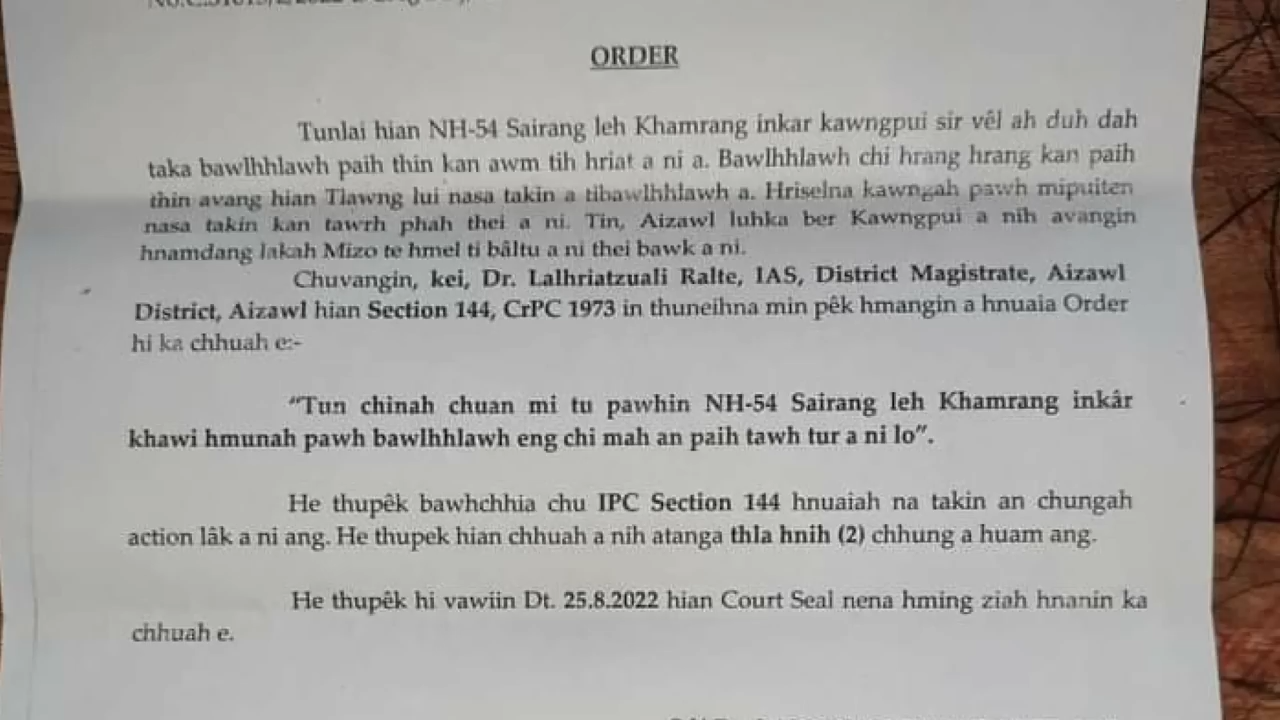 ORDER
Tunlai hian NH-54 Sairang leh Khamrang inkar kawngpui sir vêl ah duh dah
taka bawlhhlawh paih thin kan awm tih hriat a ni a. Bawlhhlawh chi hrang hrang kan paih
thin avang hian Tlawng lui nasa takin a tibawlhhlawh a. Hriselna kawngah pawh mipuiten
nasa takin kan tawrh phah thei a ni. Tin, Aizawl luhka ber Kawngpui a nih avangin
hnamdang lakah Mizo te hmel ti bâltu a ni thei bawk a ni.
Chuvangin, kei, Dr. Lalhriatzuali Ralte, IAS, District Magistrate, Aizawl
District, Aizawl hian Section 144, CrPC 1973 in thuneihna min pêk hmangin a hnuaia Order
hi ka chhuah e:-
“Tun chinah chuan mi tu pawhin NH-54 Sairang leh Khamrang inkâr
khawi hmunah pawh bawlhhlawh eng chi mah an paih tawh tur a ni lo”.
He thupêk bawhchhia chu IPC Section 144 hnuaiah na takin an chungah
action lâk a ni ang. He thupek hian chhuah a nih atanga thla hnih (2) chhung a huam ang.
He thupêk hi vawiin Dt. 25.8.2022 hian Court Seal nena hming ziah hnanin ka
chhuah e.